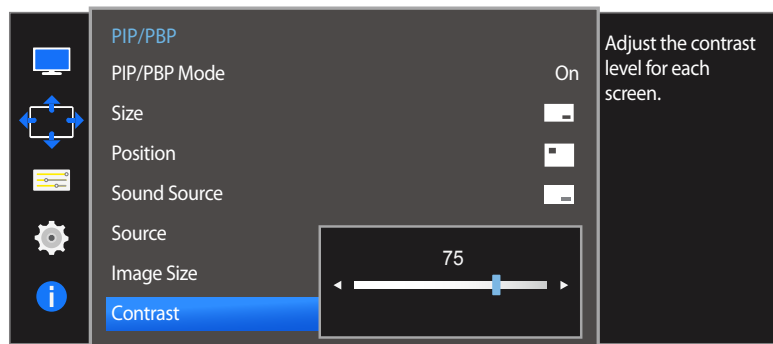 PIP/PBP
PIP/PBP Mode On
Size
Position
Sound Source
Source
Image Size
Contrast
75
Adjust the contrast
level for each
screen.
i